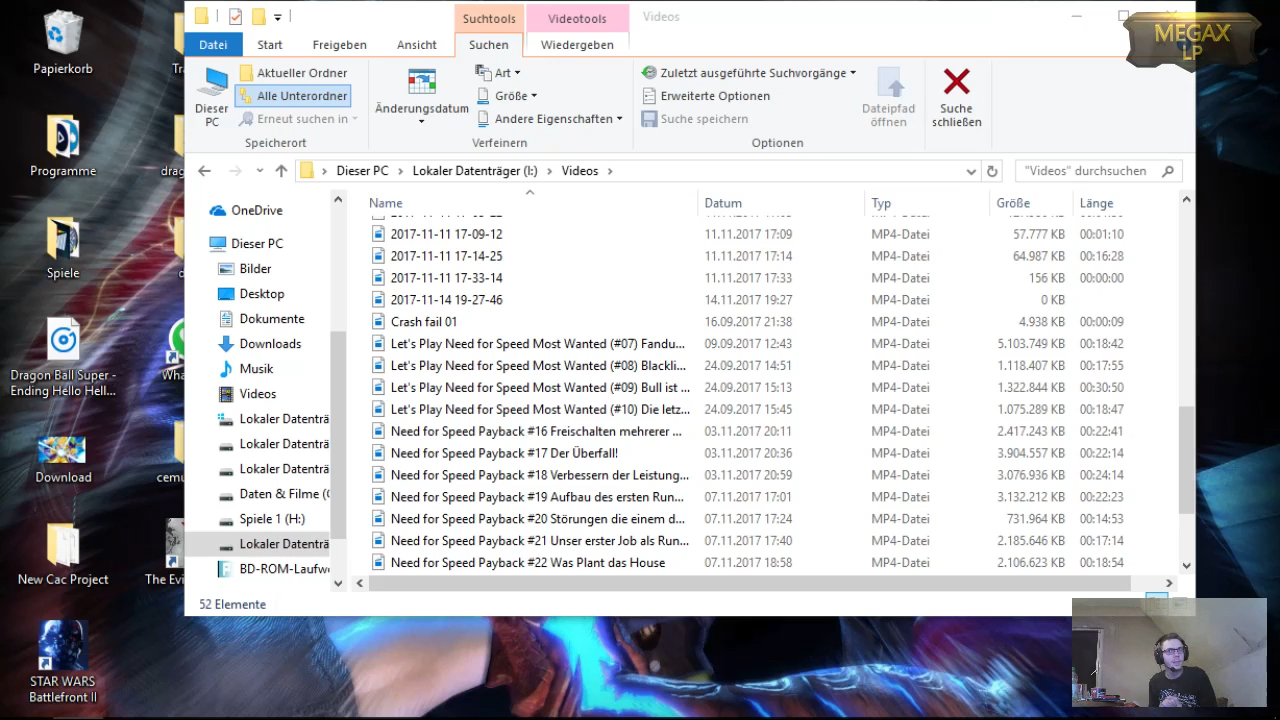 Papierkorb
Programme
Spiele
Dragon Ball Super -
Ending Hello Hell...
Download
New Cac Project
STAR WARS
Battlefront II
Tra
drag
d
Wha
cemu
The Evi
Suchtools
Videotools
Videos
Datei
Start
Freigeben
Ansicht
Suchen
Wiedergeben
Dieser
PC
Aktueller Ordner
Alle Unterordner
Erneut suchen in
Speicherort
Änderungsdatum
Art
Größe
Andere Eigenschaften
Verfeinern
Zuletzt ausgeführte Suchvorgänge
Erweiterte Optionen
Suche speichern
Dateipfad
öffnen
Optionen
Suche
schließen
Dieser PC
Lokaler Datenträger (I:)
Videos
"Videos" durchsuchen
OneDrive
Dieser PC
Bilder
Desktop
Dokumente
Downloads
Musik
Videos
Lokaler Datenträ
Lokaler Datenträ
Lokaler Datenträ
Daten & Filme (
Spiele 1 (H:)
Lokaler Datenträ
BD-ROM-Laufwe
Name Datum Typ Größe Länge
2017-11-11 17-09-12 11.11.2017 17:09 MP4-Datei 57.777 KB 00:01:10
2017-11-11 17-14-25 11.11.2017 17:14 MP4-Datei 64.987 KB 00:16:28
2017-11-11 17-33-14 11.11.2017 17:33 MP4-Datei 156 KB 00:00:00
2017-11-14 19-27-46 14.11.2017 19:27 MP4-Datei 0 KB
Crash fail 01 16.09.2017 21:38 MP4-Datei 4.938 KB 00:00:09
Let's Play Need for Speed Most Wanted (#07) Fandu... 09.09.2017 12:43 MP4-Datei 5.103.749 KB 00:18:42
Let's Play Need for Speed Most Wanted (#08) Blackli... 24.09.2017 14:51 MP4-Datei 1.118.407 KB 00:17:55
Let's Play Need for Speed Most Wanted (#09) Bull ist ... 24.09.2017 15:13 MP4-Datei 1.322.844 KB 00:30:50
Let's Play Need for Speed Most Wanted (#10) Die letz... 24.09.2017 15:45 MP4-Datei 1.075.289 KB 00:18:47
Need for Speed Payback #16 Freischalten mehrerer ... 03.11.2017 20:11 MP4-Datei 2.417.243 KB 00:22:41
Need for Speed Payback #17 Der Überfall! 03.11.2017 20:36 MP4-Datei 3.904.557 KB 00:22:14
Need for Speed Payback #18 Verbessern der Leistung... 03.11.2017 20:59 MP4-Datei 3.076.936 KB 00:24:14
Need for Speed Payback #19 Aufbau des ersten Run... 07.11.2017 17:01 MP4-Datei 3.132.212 KB 00:22:23
Need for Speed Payback #20 Störungen die einem d... 07.11.2017 17:24 MP4-Datei 731.964 KB 00:14:53
Need for Speed Payback #21 Unser erster Job als Run... 07.11.2017 17:40 MP4-Datei 2.185.646 KB 00:17:14
Need for Speed Payback #22 Was Plant das House 07.11.2017 18:58 MP4-Datei 2.106.623 KB 00:18:54
52 Elemente
MEGAX
LP